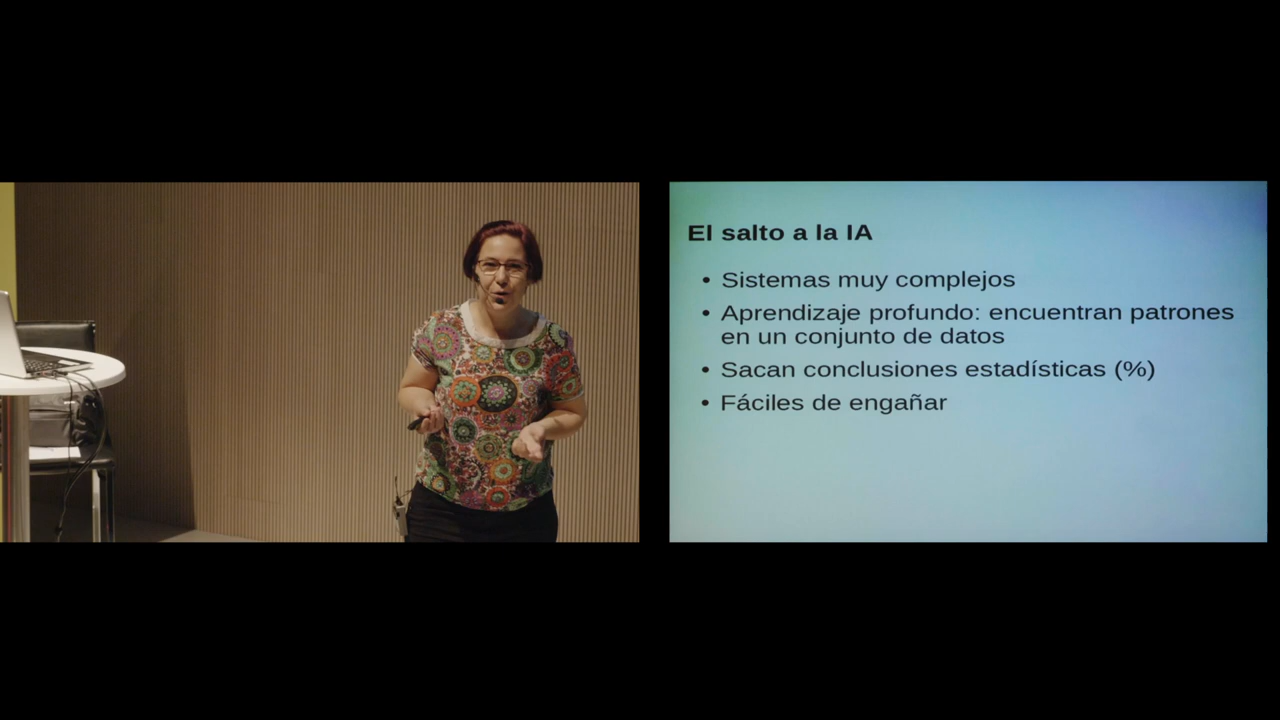 El salto a la IA
• Sistemas muy complejos
• Aprendizaje profundo: encuentran patrones
en un conjunto de datos
• Sacan conclusiones estadísticas (%)
• Fáciles de engañar